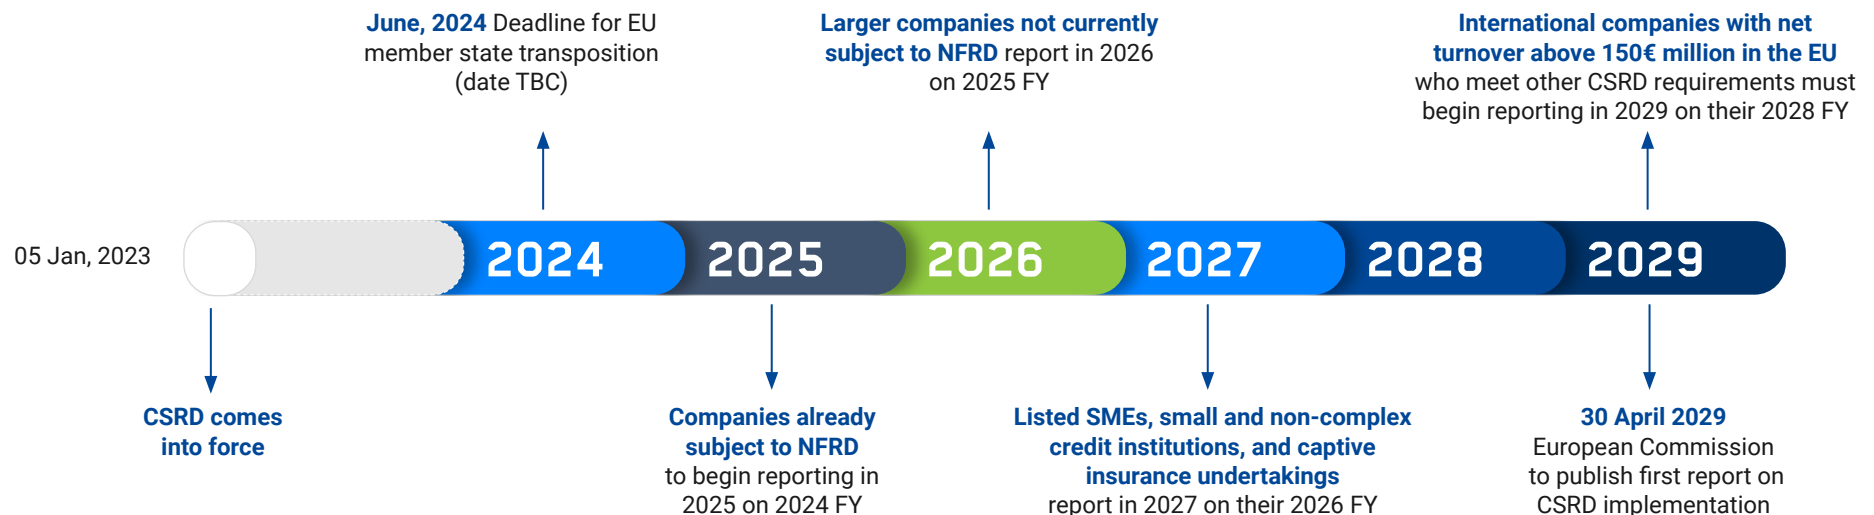 June, 2024 Deadline for EU
member state transposition
(date TBC)
Larger companies not currently
subject to NFRD report in 2026
on 2025 FY
International companies with net
turnover above 150€ million in the EU
who meet other CSRD requirements must
begin reporting in 2029 on their 2028 FY
05 Jan, 2023
2024
2025
2026
2027
2028
2029
CSRD comes
into force
Companies already
subject to NFRD
to begin reporting in
2025 on 2024 FY
Listed SMEs, small and non-complex
credit institutions, and captive
insurance undertakings
report in 2027 on their 2026 FY
30 April 2029
European Commission
to publish first report on
CSRD implementation